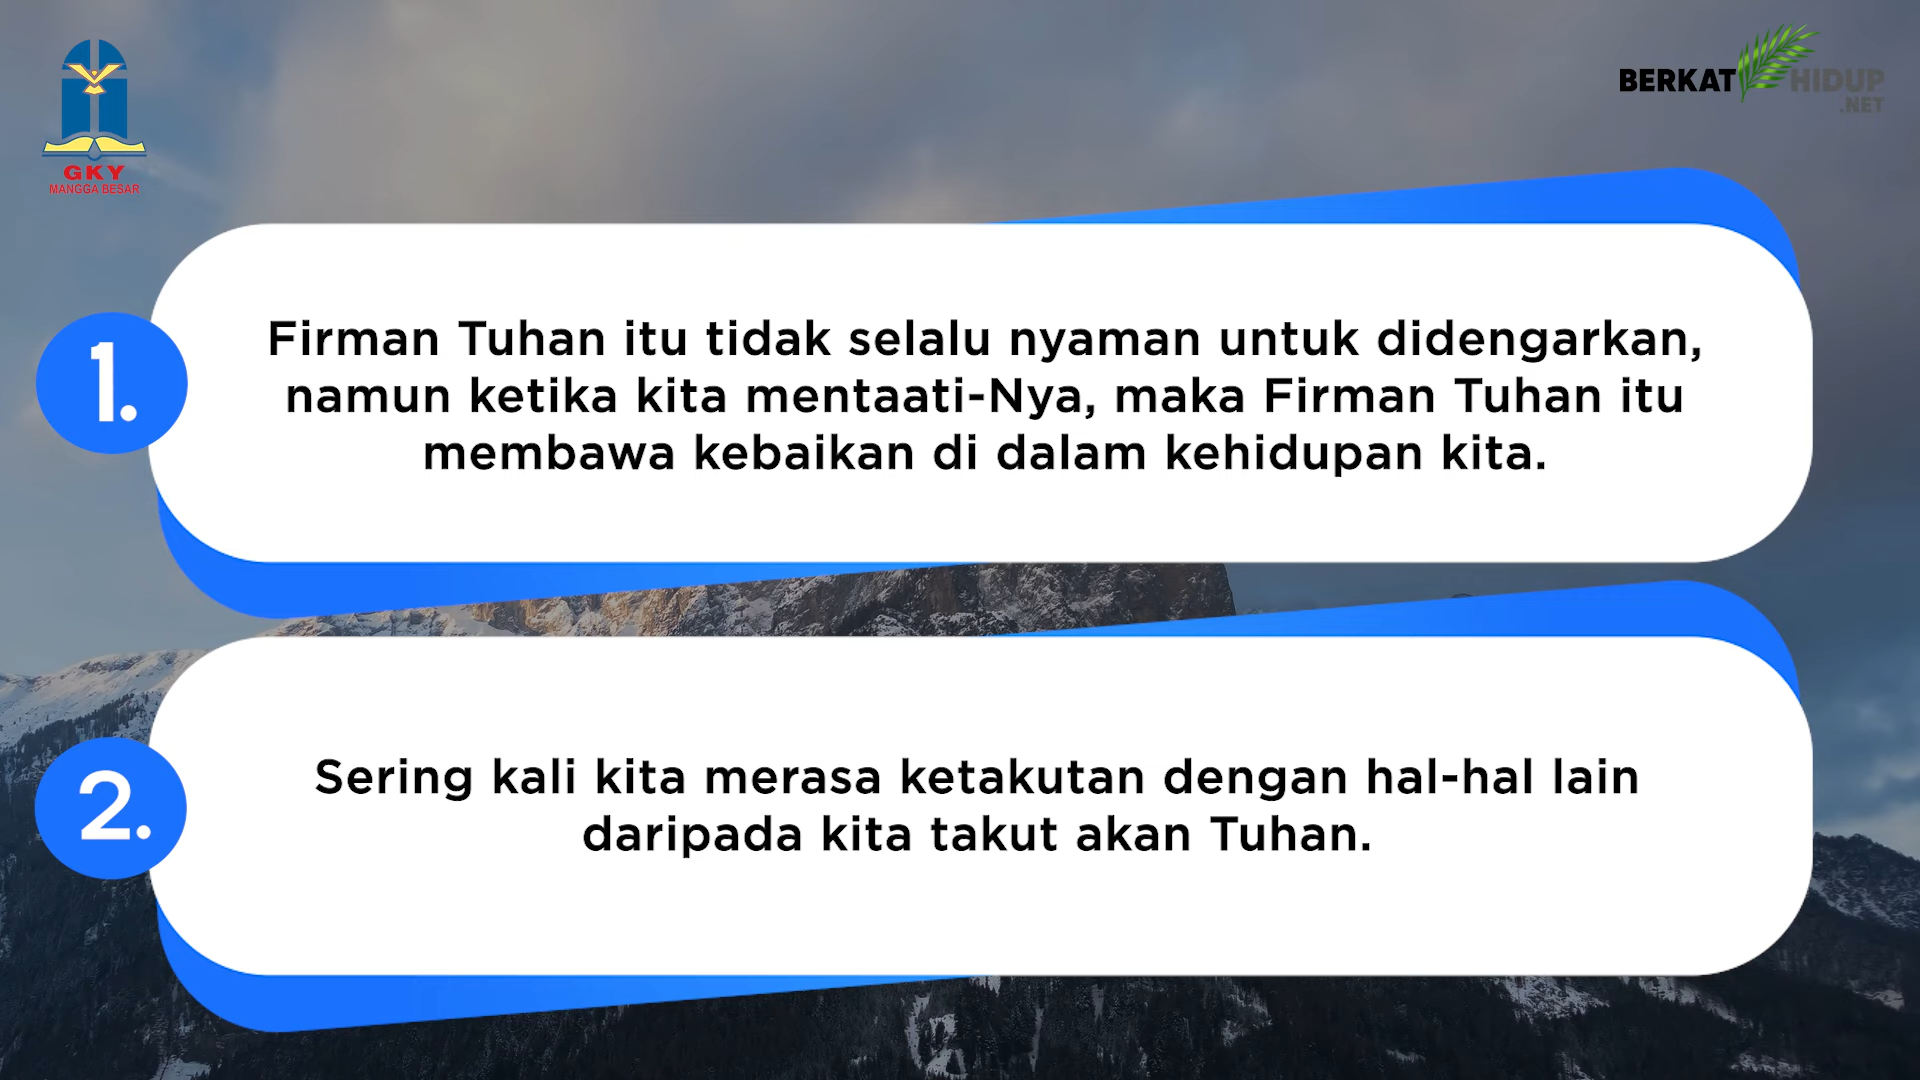 GKY
MANGGA BESAR
BERKAT HIDUP
.NET
1.
Firman Tuhan itu tidak selalu nyaman untuk didengarkan,
namun ketika kita mentaati-Nya, maka Firman Tuhan itu
membawa kebaikan di dalam kehidupan kita.
2.
Sering kali kita merasa ketakutan dengan hal-hal lain
daripada kita takut akan Tuhan.